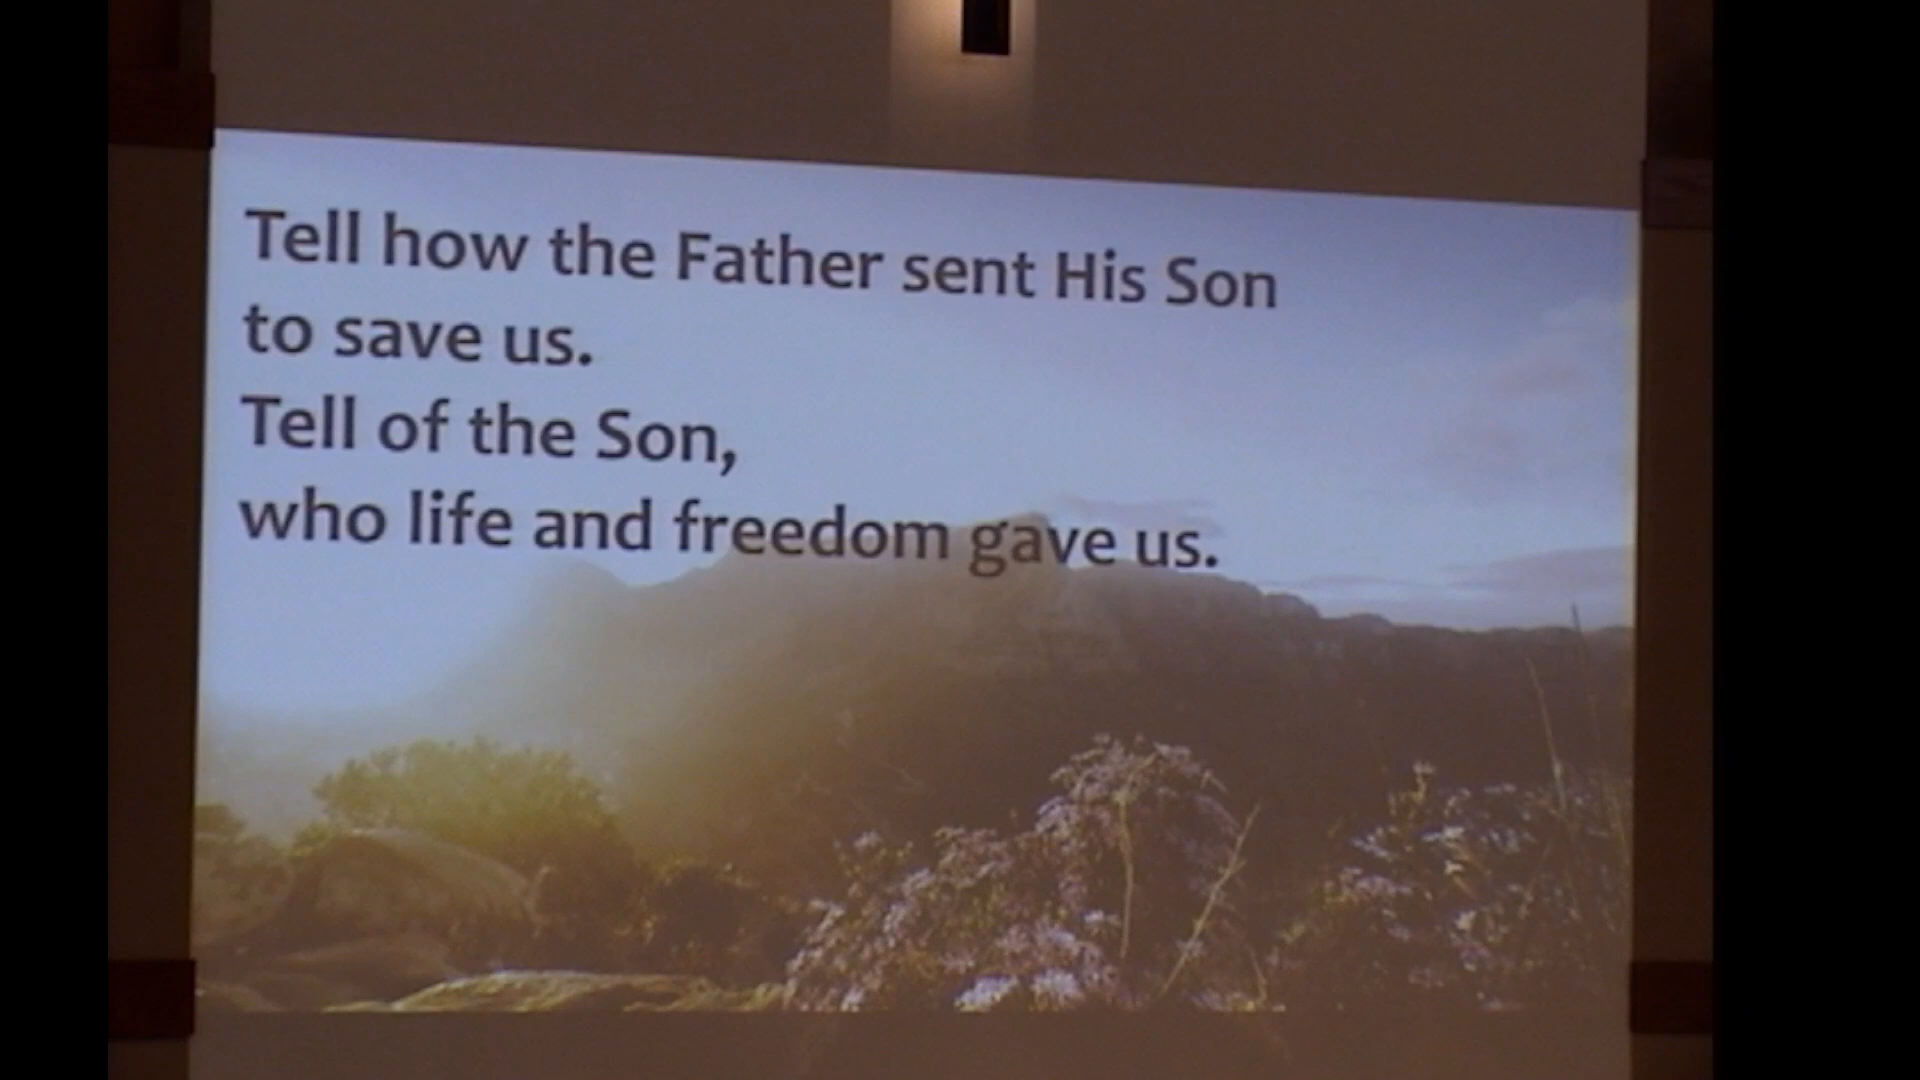 Tell how the Father sent His Son
to save us.
Tell of the Son,
who life and freedom gave us.